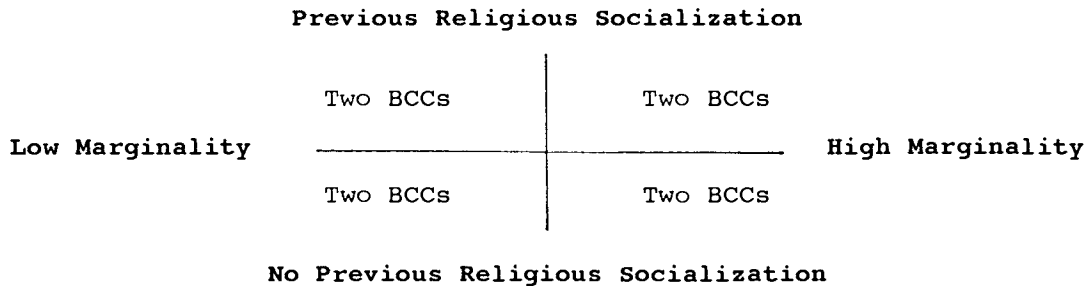 Previous Religious Socialization
Two BCCs Two BCCs
Low Marginality High Marginality
Two BCCs Two BCCs
No Previous Religious Socialization